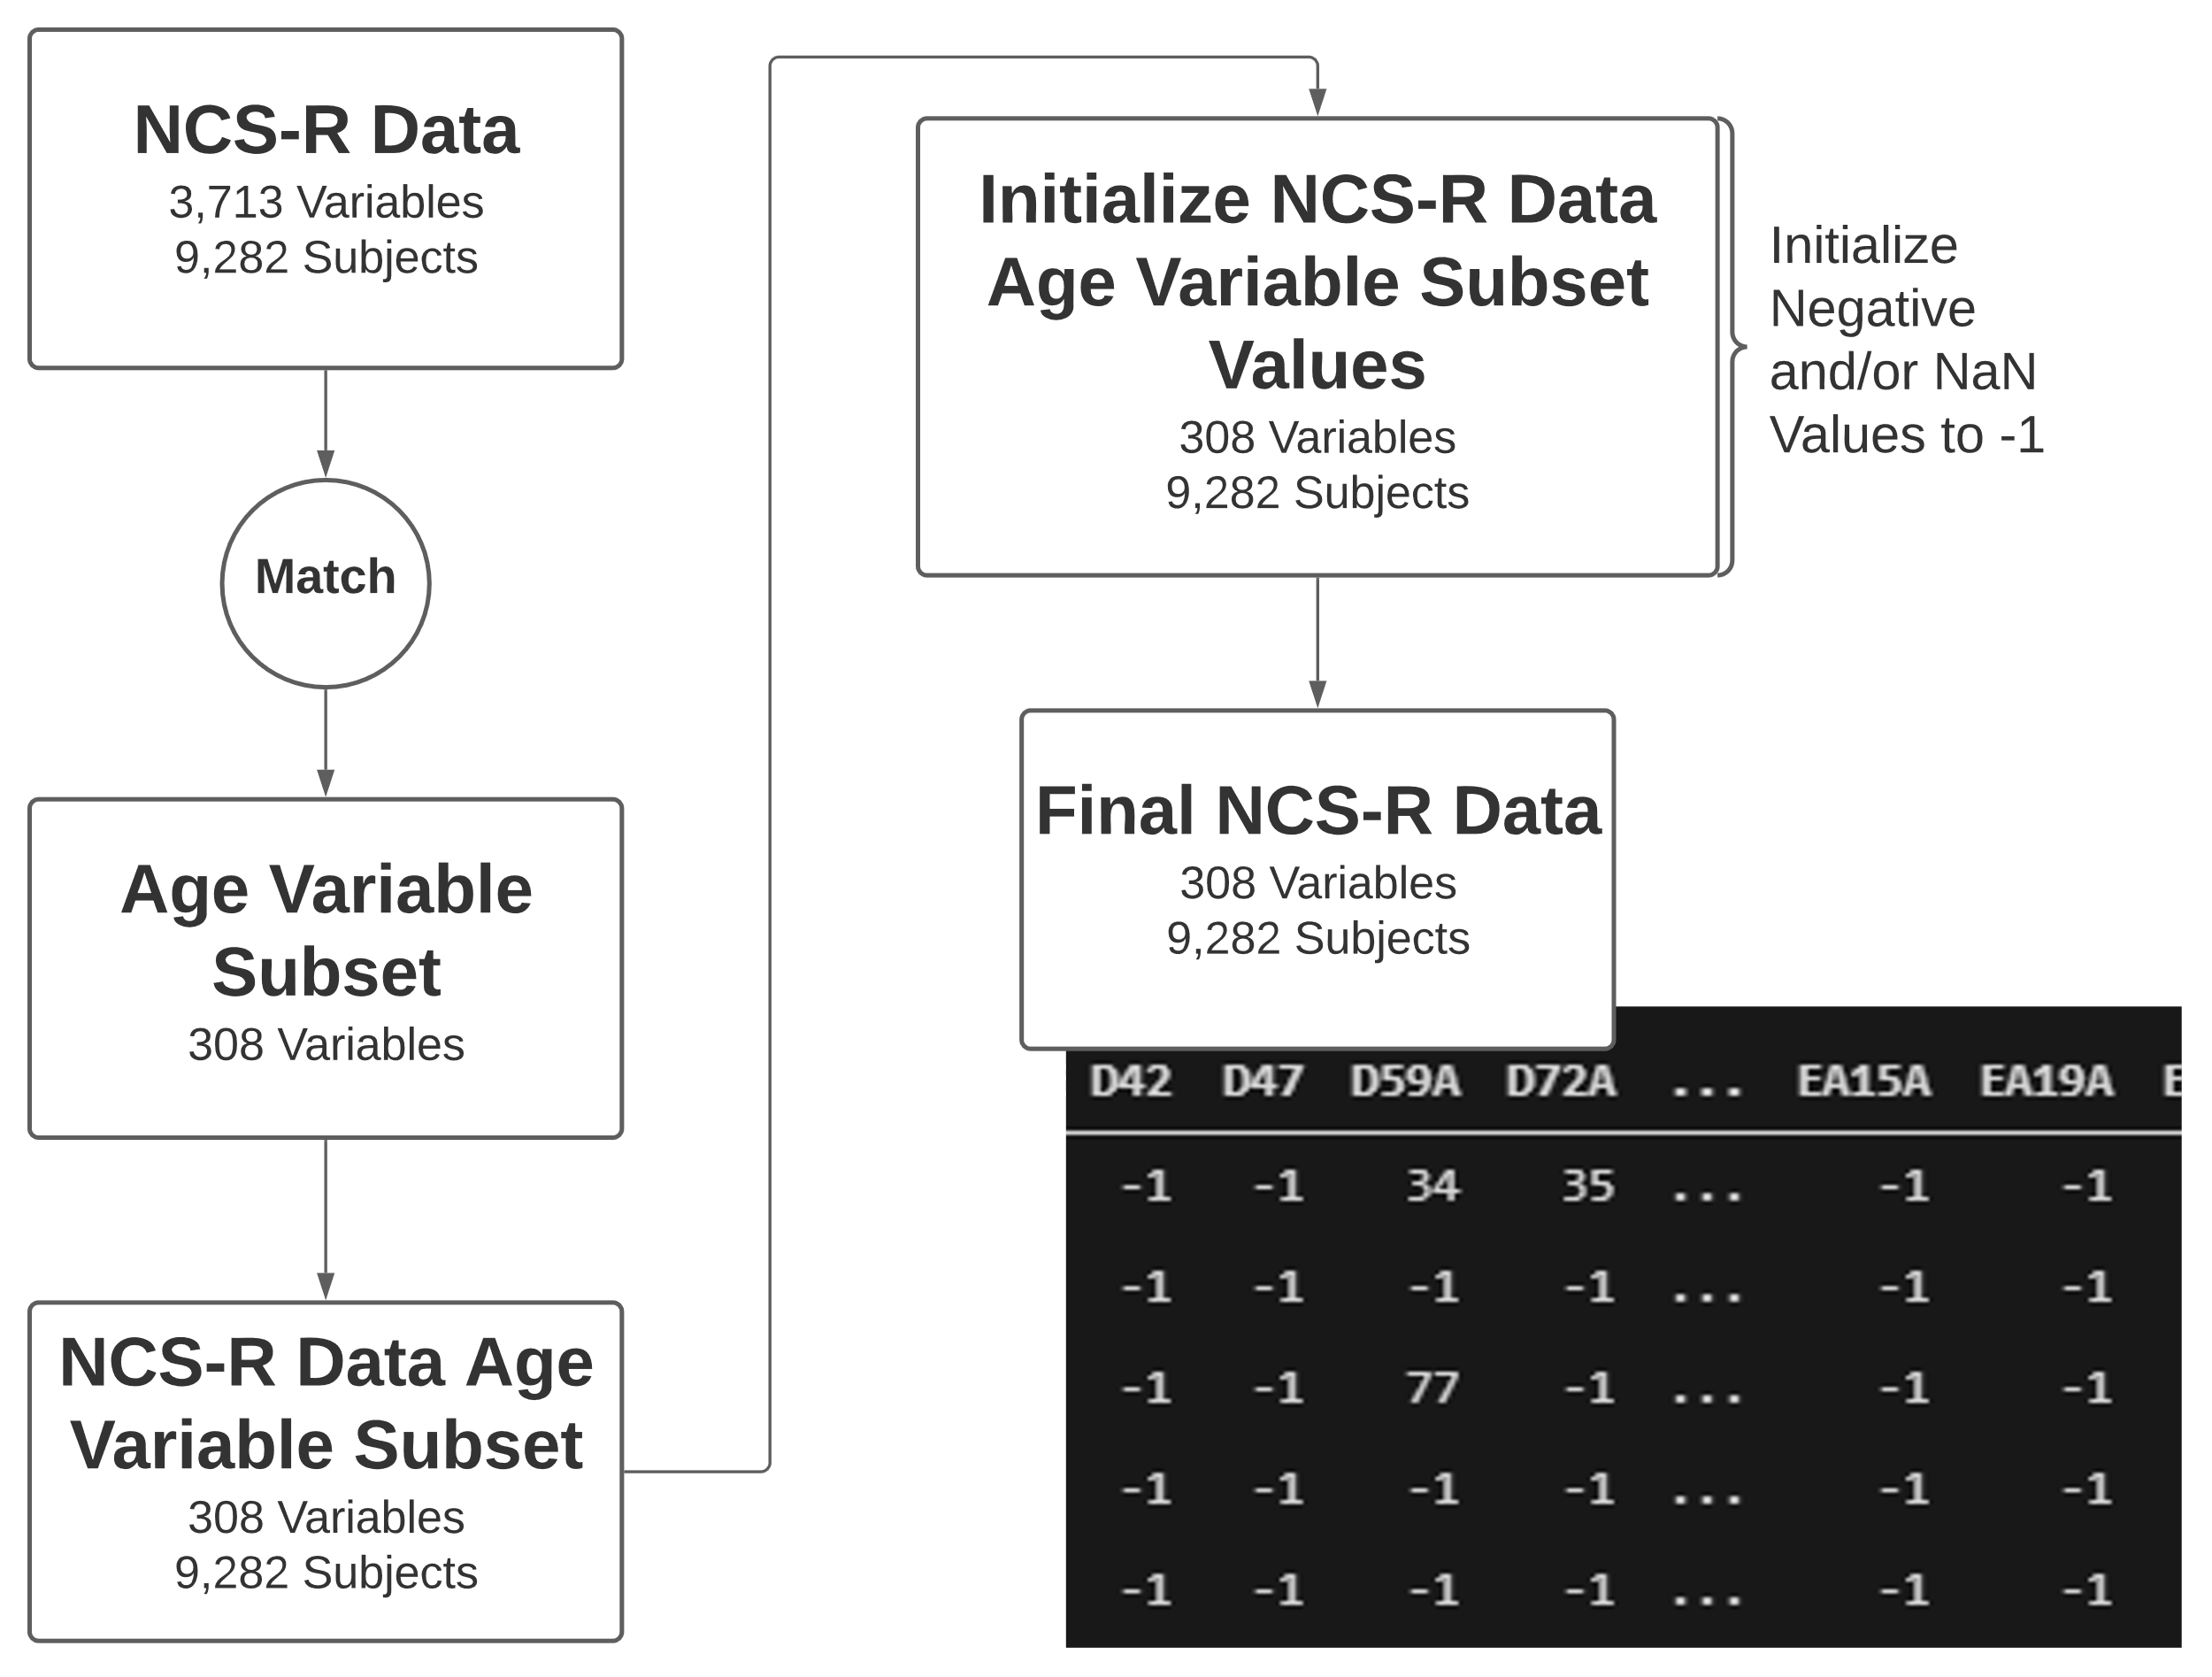 NCS-R Data
3,713 Variables
9,282 Subjects
Match
Age Variable
Subset
308 Variables
NCS-R Data Age
Variable Subset
308 Variables
9,282 Subjects
Initialize NCS-R Data
Age Variable Subset
Values
308 Variables
9,282 Subjects
Initialize
Negative
and/or NaN
Values to -1
Final NCS-R Data
308 Variables
9,282 Subjects
D42 D47 D59A D72A ... EA15A EA19A
-1 -1 34 35 ... -1 -1
-1 -1 -1 -1 ... -1 -1
-1 -1 77 -1 ... -1 -1
-1 -1 -1 -1 ... -1 -1
-1 -1 -1 -1 ... -1 -1